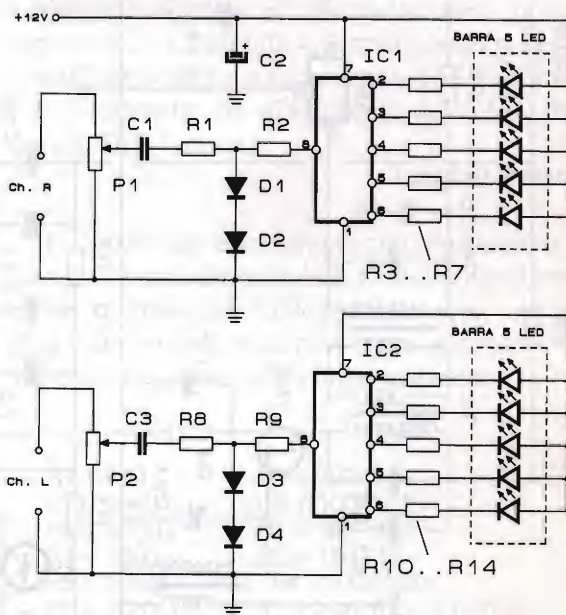 +12V
IC1
BARRA 5 LED
C2
7
2
3
4
5
6
8
1
C1
R1
R2
Ch. R
P1
D1
D2
R3..R7
IC2
BARRA 5 LED
7
2
3
4
5
6
8
1
C3
R8
R9
Ch. L
P2
D3
D4
R10..R14